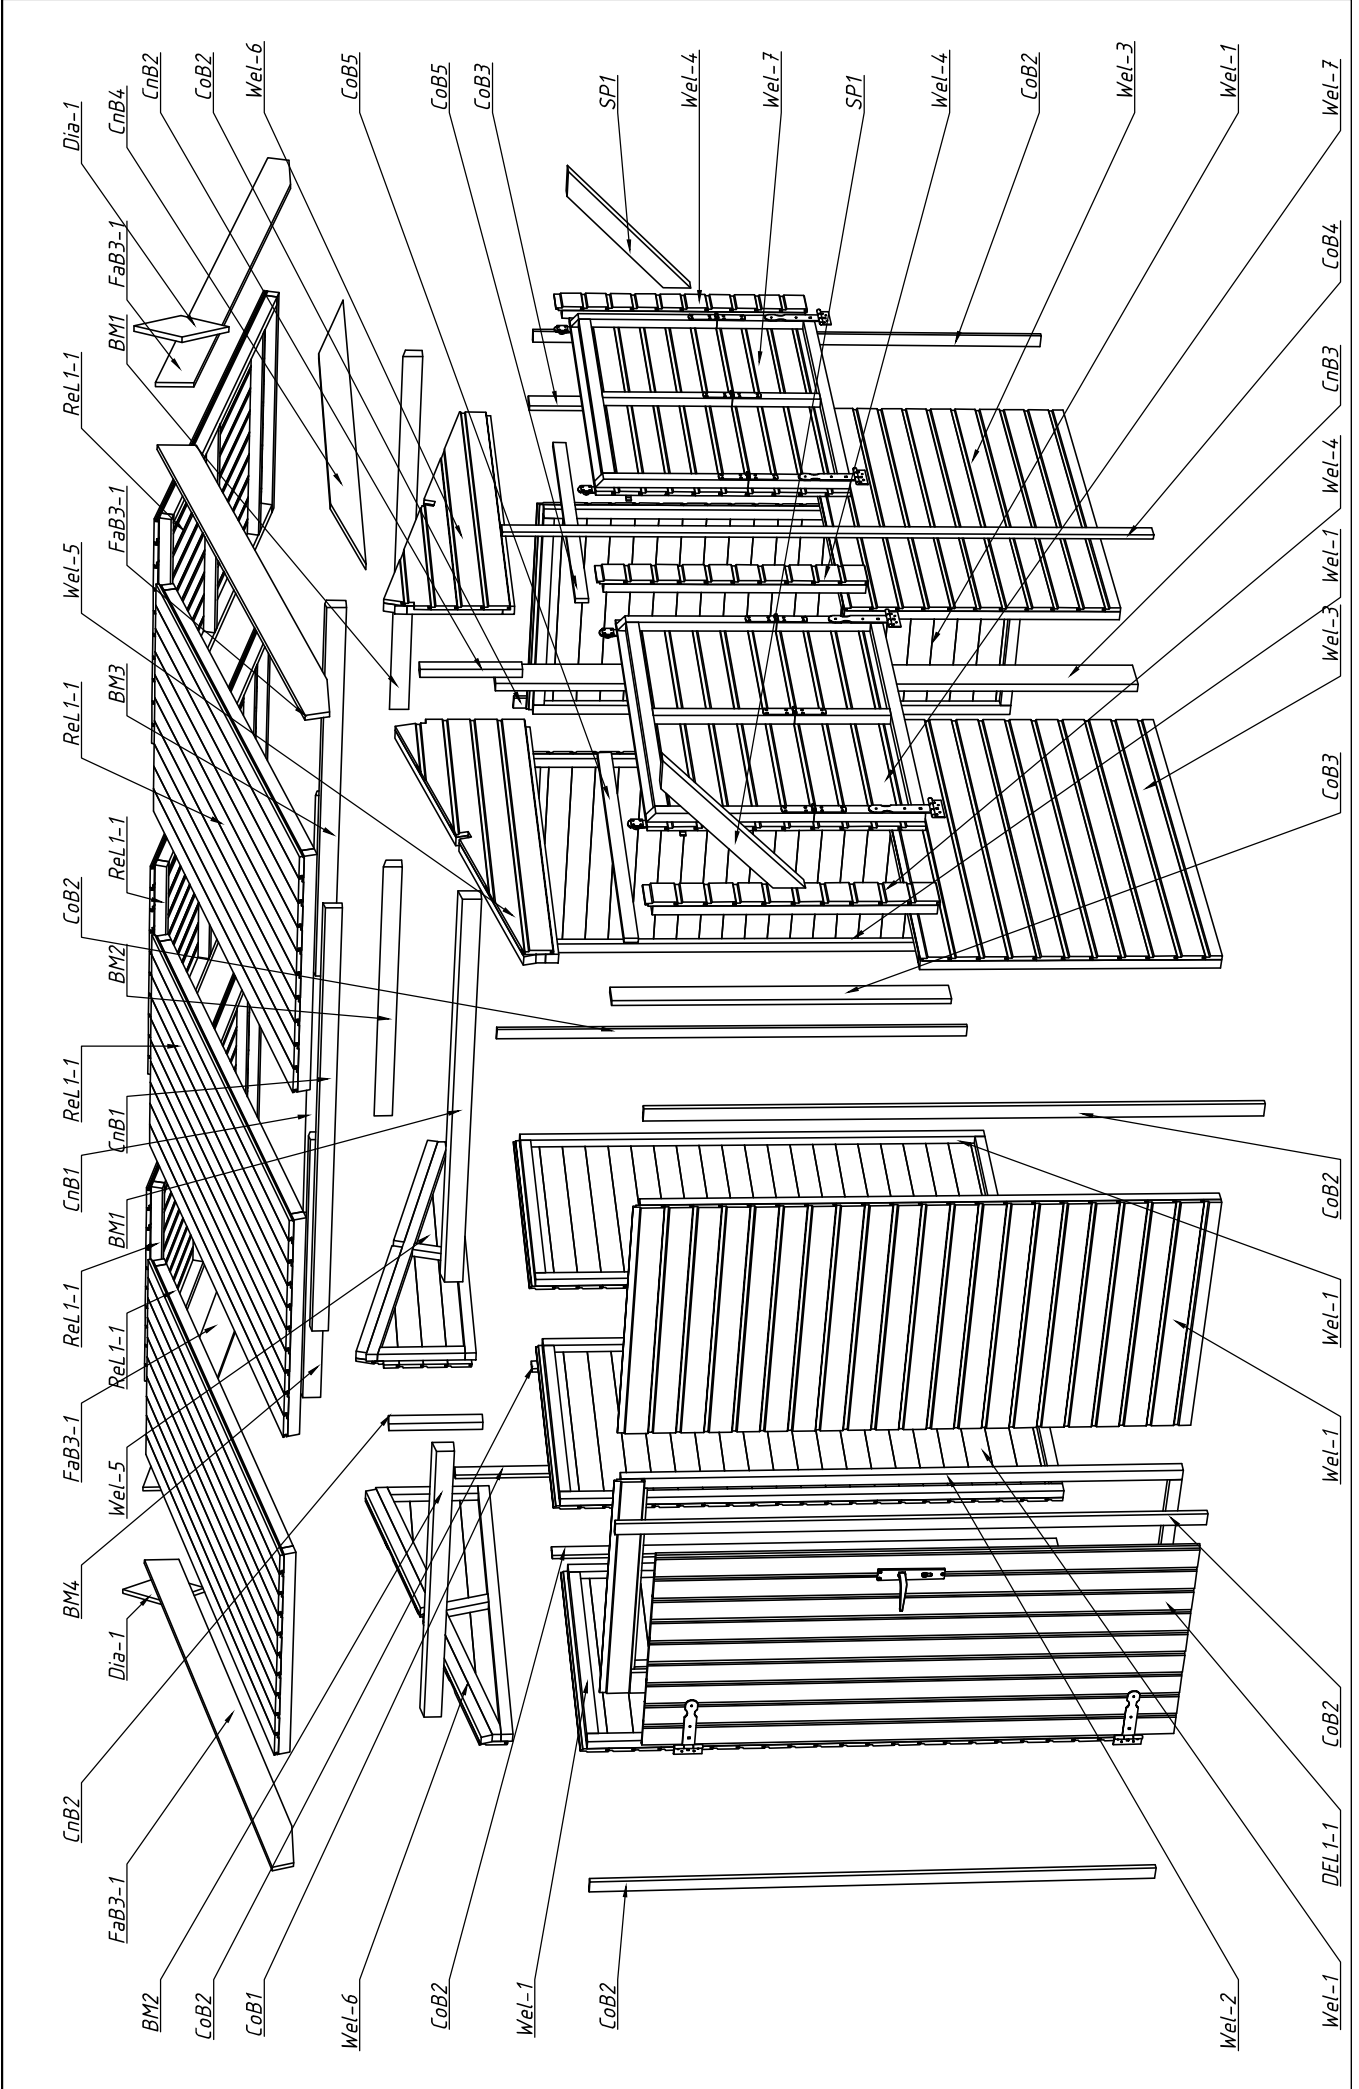 CnB2
BM4
FaB3-1
ReL1-1
CnB1
ReL1-1
CoB2
ReL1-1
Wel-5
ReL1-1
Dia-1
FaB3-1
Dia-1
Wel-5
ReL1-1
BM1
CnB1
BM2
ReL1-1
BM3
FaB3-1
BM1
FaB3-1
CnB4
BM2
CnB2
CoB2
CoB2
CoB1
Wel-6
Wel-6
CoB5
CoB2
CoB5
CoB3
Wel-1
CoB2
SP1
Wel-4
Wel-7
SP1
Wel-4
CoB2
Wel-3
Wel-2
Wel-1
Wel-1
DEL1-1
CoB2
Wel-1
Wel-1
CoB2
CoB3
Wel-3
Wel-1
Wel-4
CnB3
CoB4
Wel-7